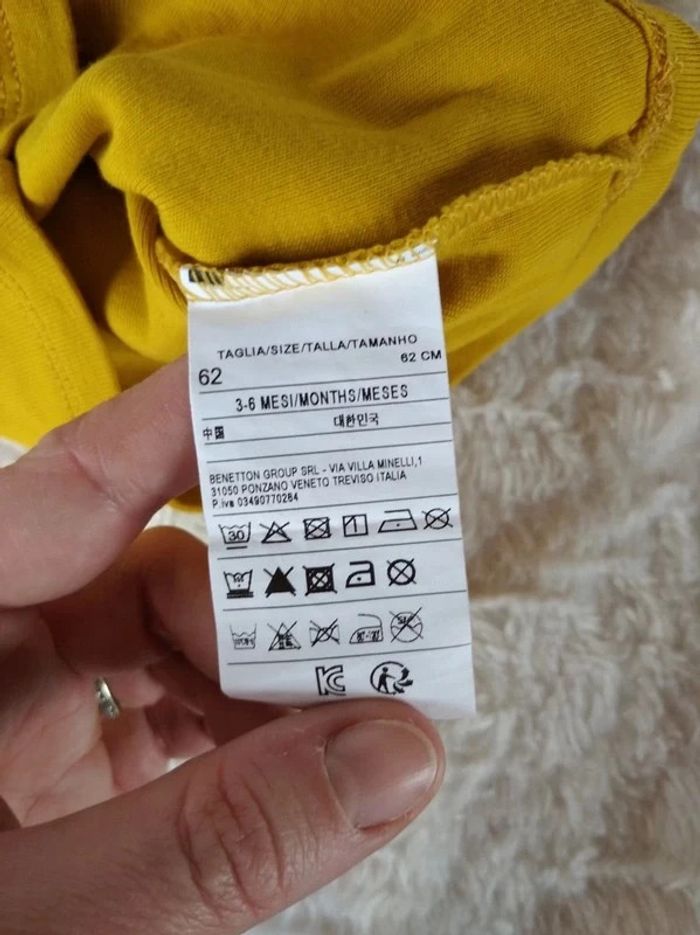 TAGLIA/SIZE/TALLA/TAMANHO
62 62 CM
3-6 MESI/MONTHS/MESES
中国 대한민국
BENETTON GROUP SRL - VIA VILLA MINELLI,1
31050 PONZANO VENETO TREVISO ITALIA
P.iva 03490770264
30 1